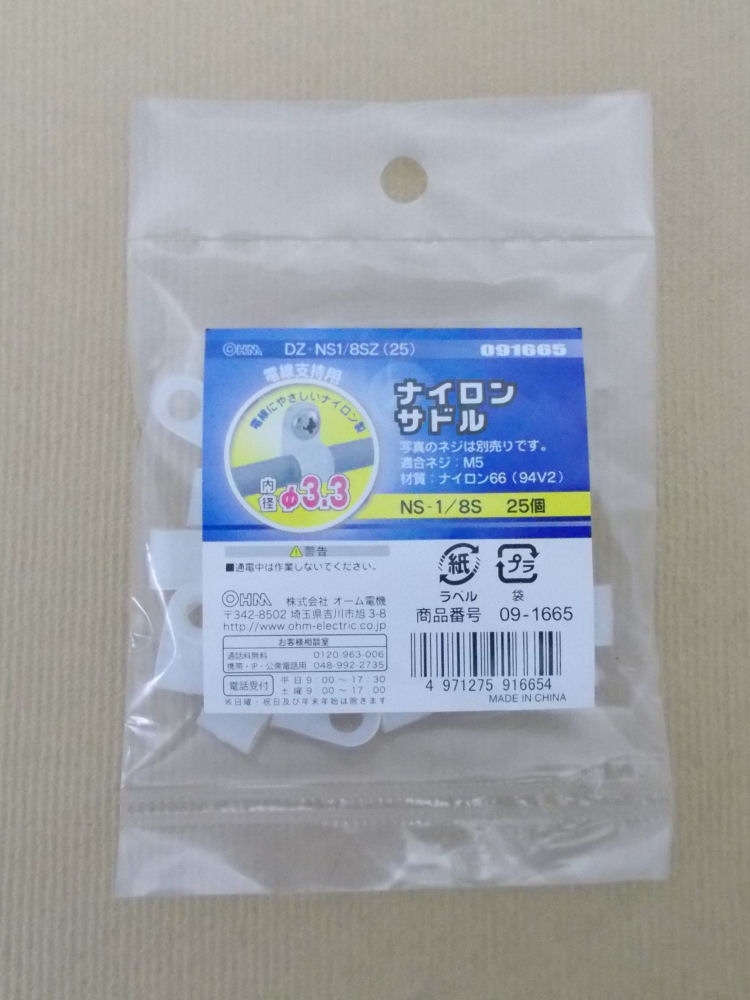 OHM DZ-NS1/8SZ(25) 091665
電線支持用
電線にやさしいナイロン製
内径 φ3.3
ナイロン
サドル
写真のネジは別売りです。
適合ネジ:M5
材質:ナイロン66(94V2)
NS-1/8S 25個
警告
■通電中は作業しないでください。
OHM 株式会社 オーム電機
〒342-8502 埼玉県吉川市旭3-8
http://www.ohm-electric.co.jp
お客様相談室
通話料無料 0120-963-006
携帯・IP・公衆電話用 048-992-2735
電話受付
平日 9:00~17:30
土曜 9:00~17:00
※日曜・祝日及び年末年始は除きます
紙
ラベル
プラ
袋
商品番号 09-1665
4 971275 916654
MADE IN CHINA